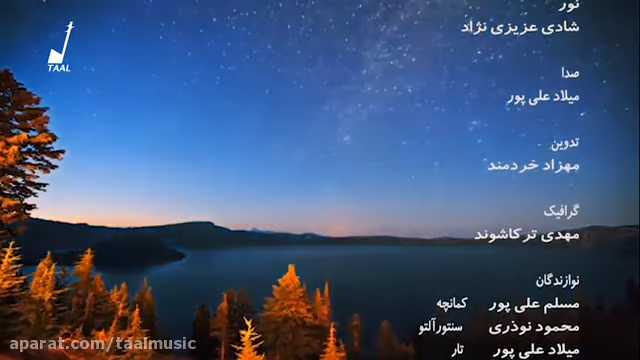 نور
شادی عزیزی نژاد
TAAL
صدا
میلاد علی پور
تدوین
مهزاد خردمند
گرافیک
مهدی ترکاشوند
نوازندگان
مسلم علی پور کمانچه
محمود نوذری سنتورآلتو
میلاد علی پور تار
aparat.com/taalmusic